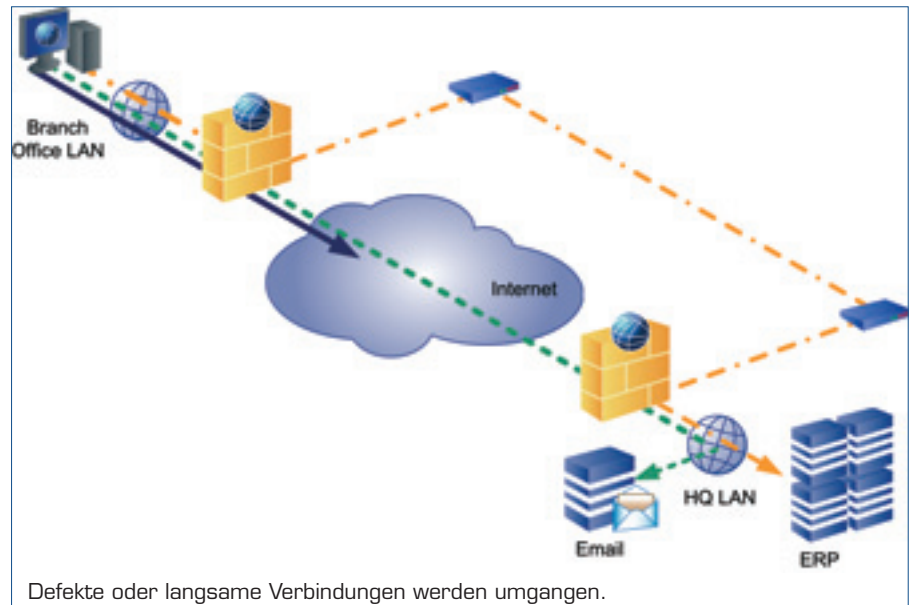 Branch
Office LAN
Internet
HQ LAN
Email
ERP
Defekte oder langsame Verbindungen werden umgangen.